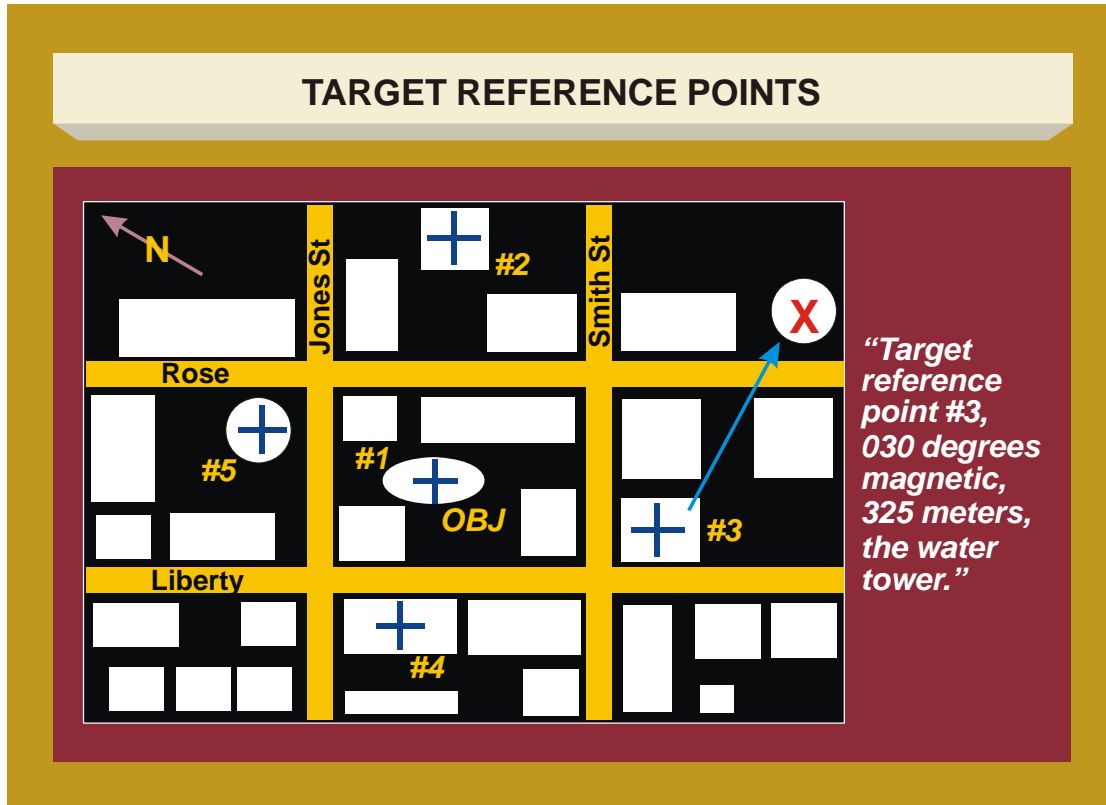 TARGET REFERENCE POINTS
N
Jones St
#2
Smith St
X
Rose
#1
#5
OBJ
#3
Liberty
#4
“Target
reference
point #3,
030 degrees
magnetic,
325 meters,
the water
tower.”